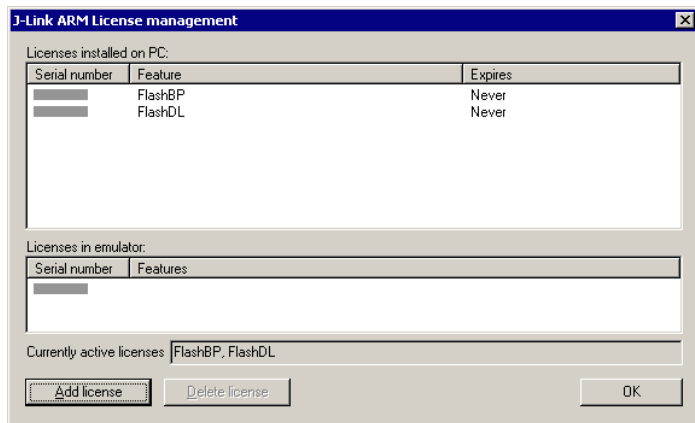 J-Link ARM License management
Licenses installed on PC:
Serial number Feature Expires
FlashBP Never
FlashDL Never
Licenses in emulator:
Serial number Features
Currently active licenses FlashBP, FlashDL
Add license Delete license OK